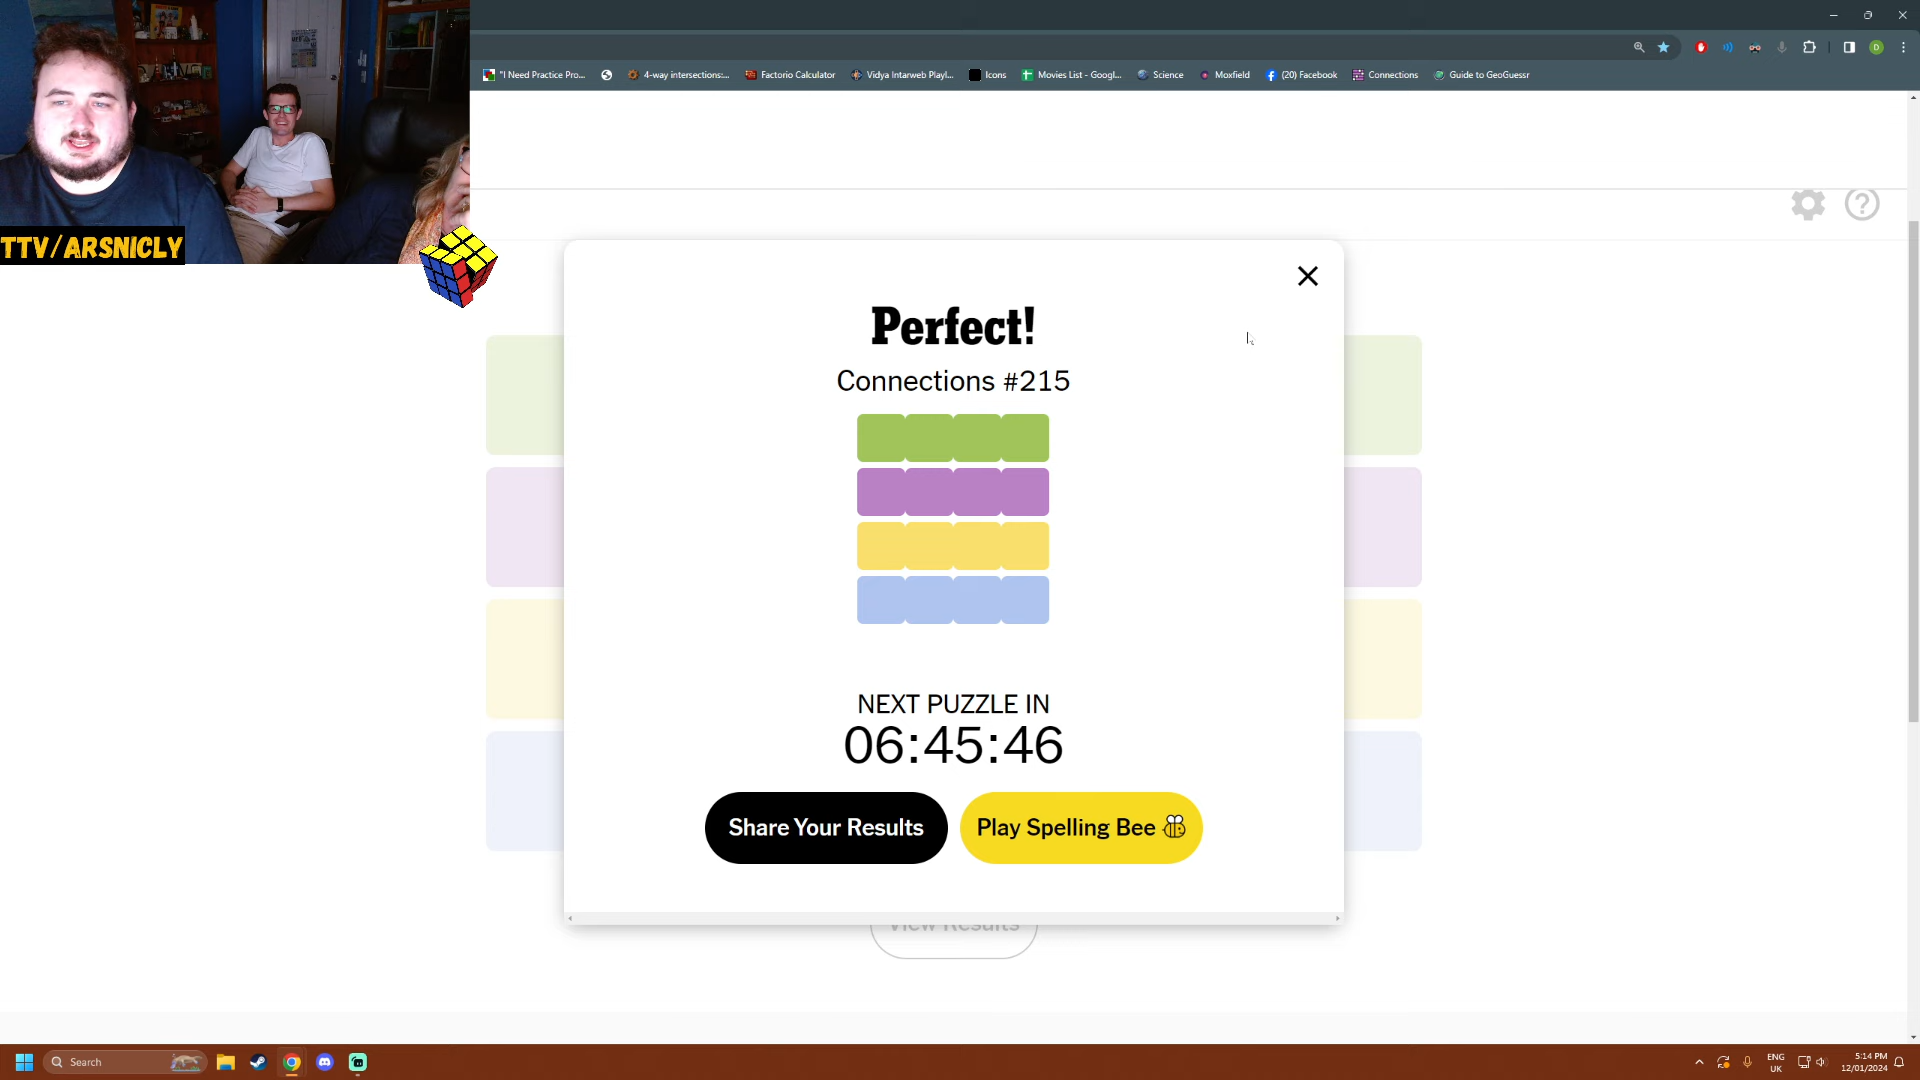 "I Need Practice Pro...
4-way intersections:...
Factorio Calculator
Vidya Intarweb Playl...
Icons
Movies List - Googl...
Science
Moxfield
(20) Facebook
Connections
Guide to GeoGuessr
TTV/ARSNICLY
Perfect!
Connections #215
NEXT PUZZLE IN
06:45:46
Share Your Results
Play Spelling Bee
View Results
Search
ENG
UK
5:14 PM
12/01/2024